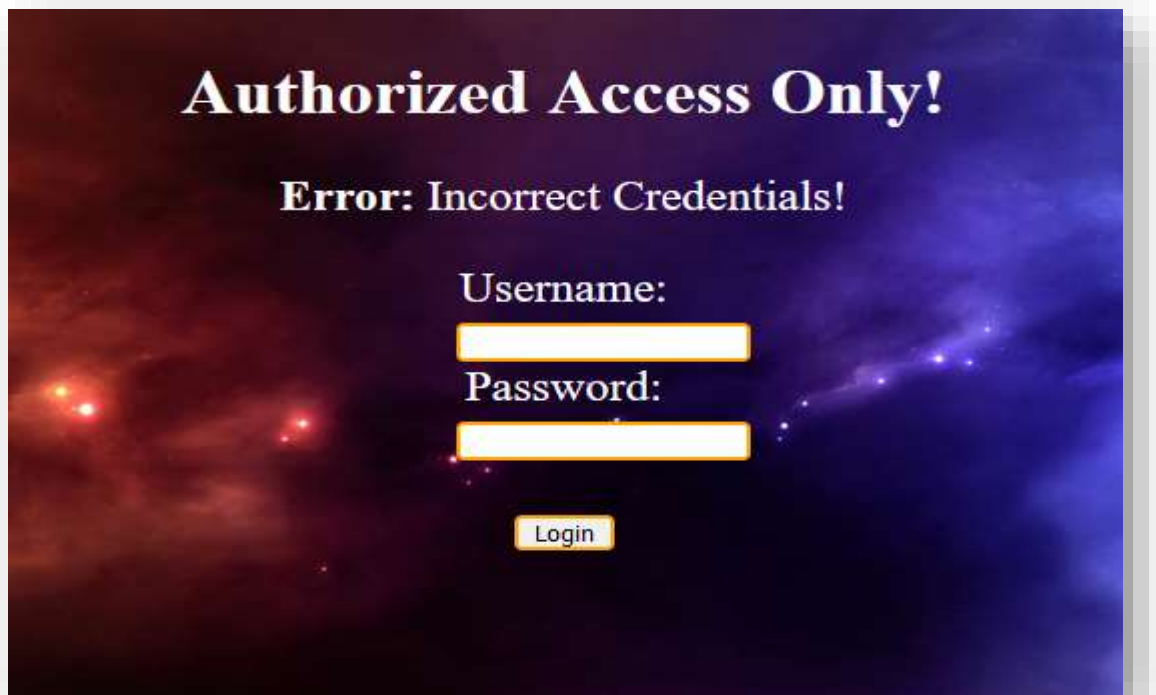 Authorized Access Only!
Error: Incorrect Credentials!
Username:
Password:
Login